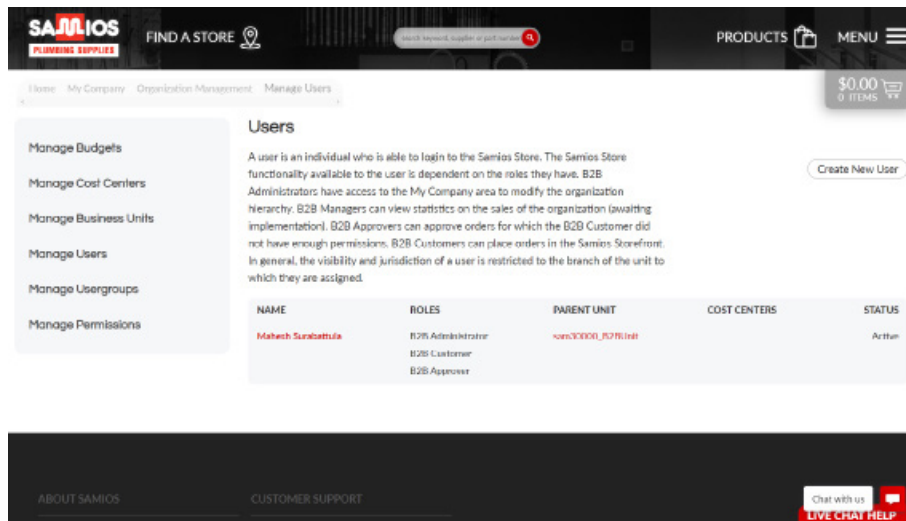 SAMIOS
PLUMBING SUPPLIES
FIND A STORE
search keyword, supplier or part number
PRODUCTS
MENU
Home My Company Organization Management Manage Users
$0.00
0 ITEMS
Manage Budgets
Manage Cost Centers
Manage Business Units
Manage Users
Manage Usergroups
Manage Permissions
Users
A user is an individual who is able to login to the Samios Store. The Samios Store
functionality available to the user is dependent on the roles they have. B2B
Administrators have access to the My Company area to modify the organization
hierarchy. B2B Managers can view statistics on the sales of the organization (awaiting
implementation). B2B Approvers can approve orders for which the B2B Customer did
not have enough permissions. B2B Customers can place orders in the Samios Storefront.
In general, the visibility and jurisdiction of a user is restricted to the branch of the unit to
which they are assigned.
Create New User
NAME ROLES PARENT UNIT COST CENTERS STATUS
Mahesh Surabattula B2B Administrator sam30000_B2BUnit Active
B2B Customer
B2B Approver
ABOUT SAMIOS CUSTOMER SUPPORT
Chat with us
LIVE CHAT HELP